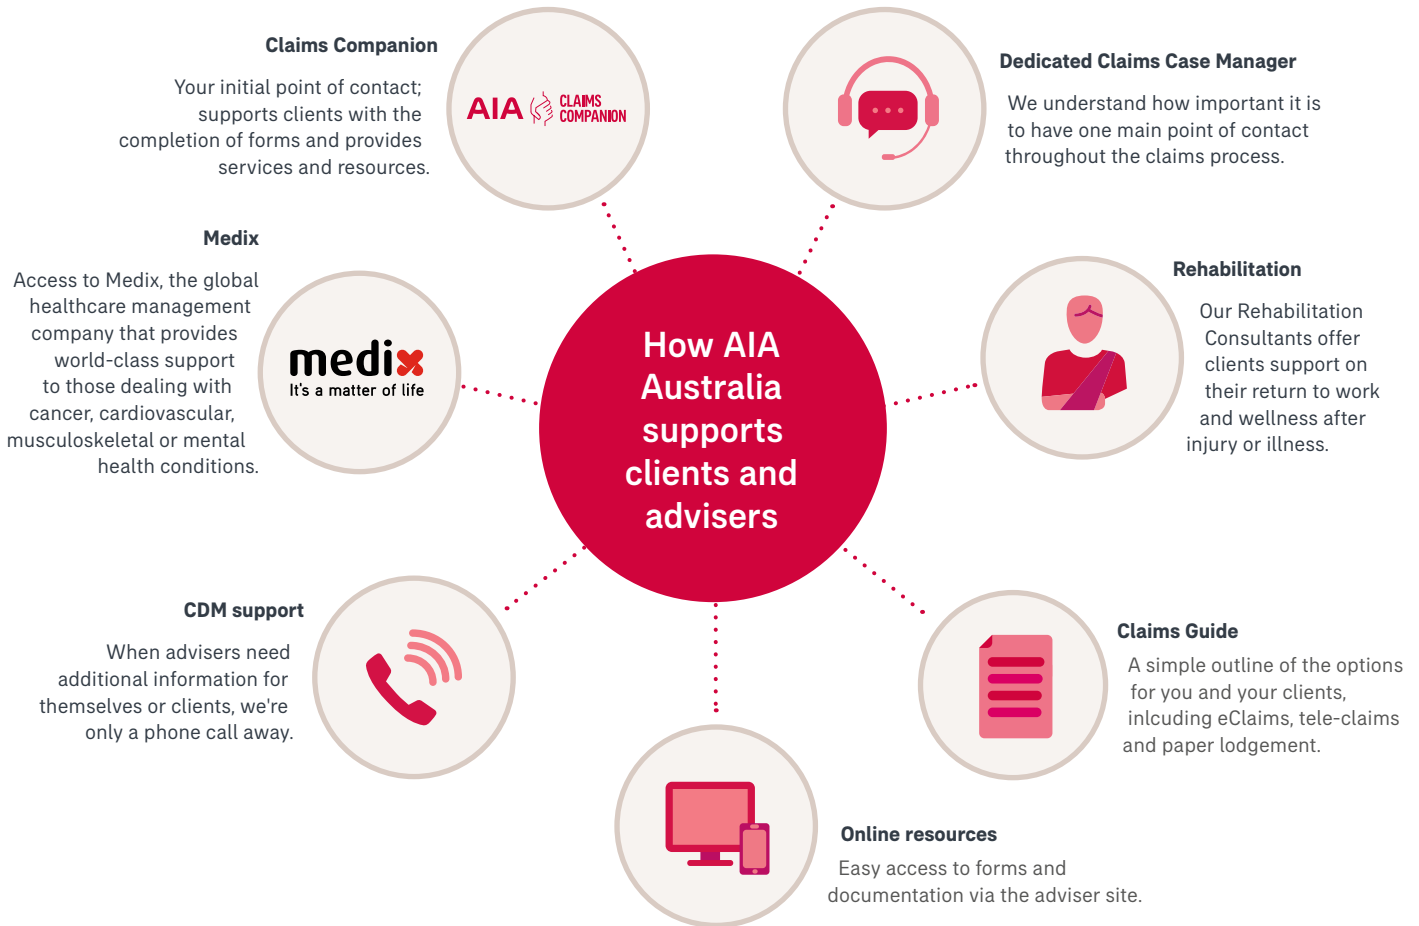 Claims Companion
Your initial point of contact;
supports clients with the
completion of forms and provides
services and resources.
AIA CLAIMS
COMPANION
Dedicated Claims Case Manager
We understand how important it is
to have one main point of contact
throughout the claims process.
Medix
Access to Medix, the global
healthcare management
company that provides
world-class support
to those dealing with
cancer, cardiovascular,
musculoskeletal or mental
health conditions.
medix
It's a matter of life
How AIA
Australia
supports
clients and
advisers
Rehabilitation
Our Rehabilitation
Consultants offer
clients support on
their return to work
and wellness after
injury or illness.
CDM support
When advisers need
additional information for
themselves or clients, we're
only a phone call away.
Claims Guide
A simple outline of the options
for you and your clients,
inlcuding eClaims, tele-claims
and paper lodgement.
Online resources
Easy access to forms and
documentation via the adviser site.